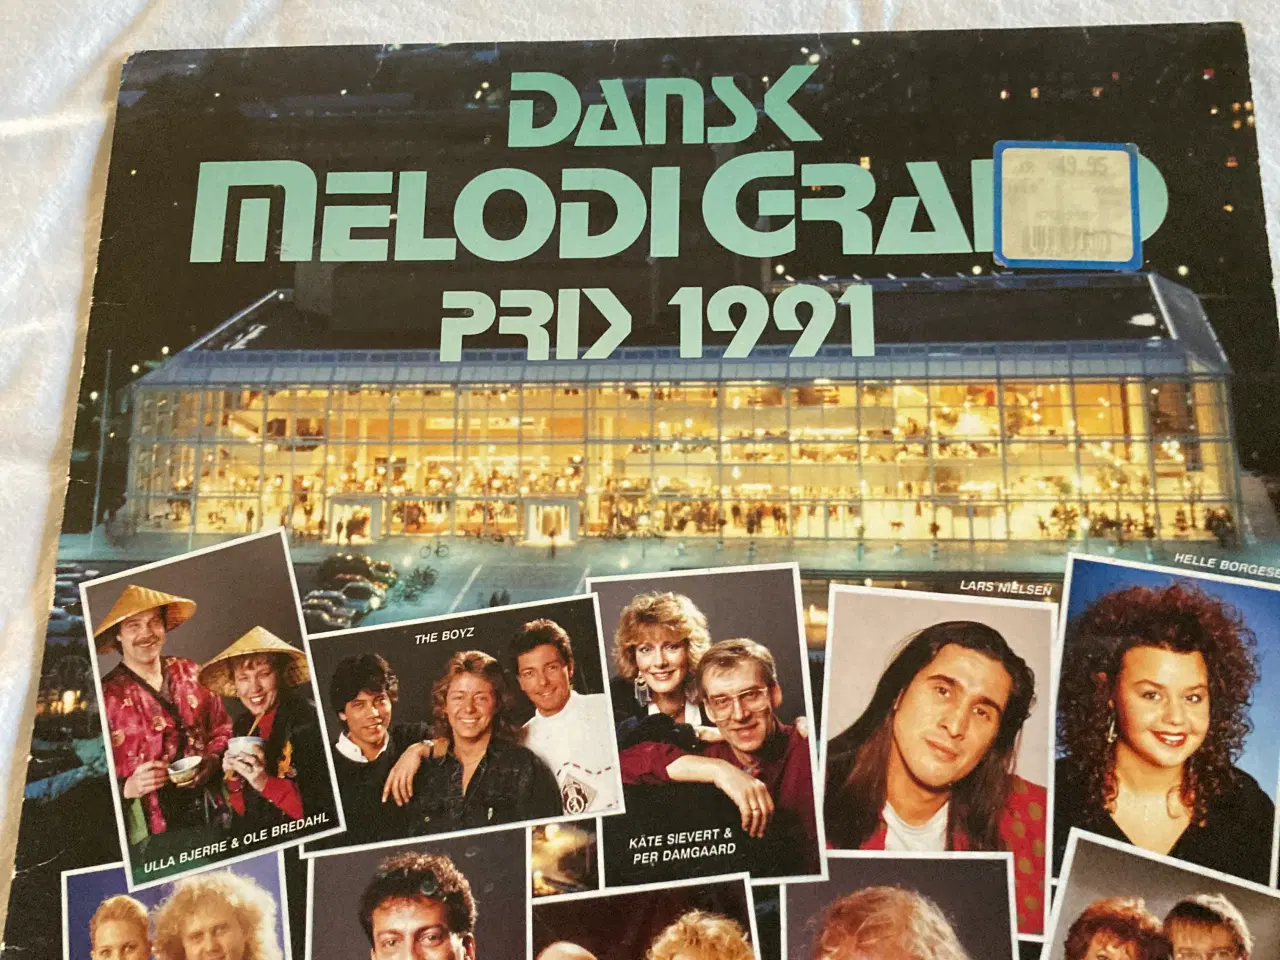 DANSK
MELODI GRAND
PRIX 1991
49.95
HELLE BORGESE
LARS NIELSEN
THE BOYZ
KÄTE SIEVERT &
PER DAMGAARD
ULLA BJERRE & OLE BREDAHL